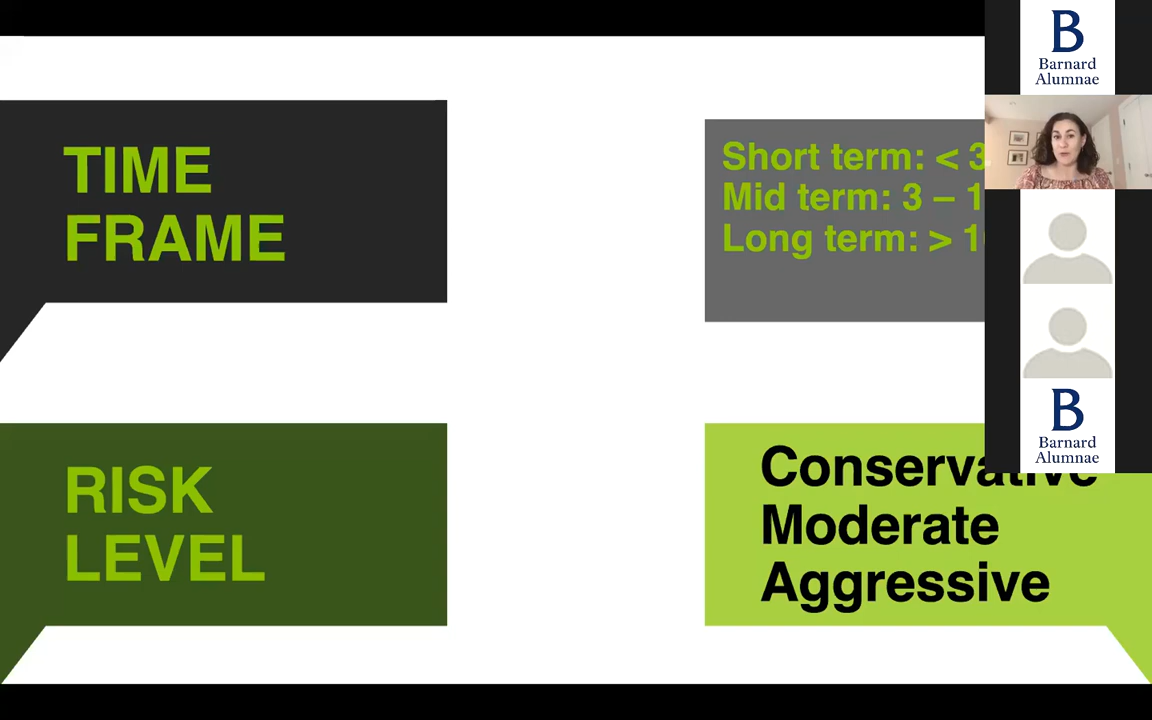 TIME
FRAME
Short term: < 3
Mid term: 3 – 1
Long term: > 1
RISK
LEVEL
Conservative
Moderate
Aggressive
B
Barnard
Alumnae
B
Barnard
Alumnae